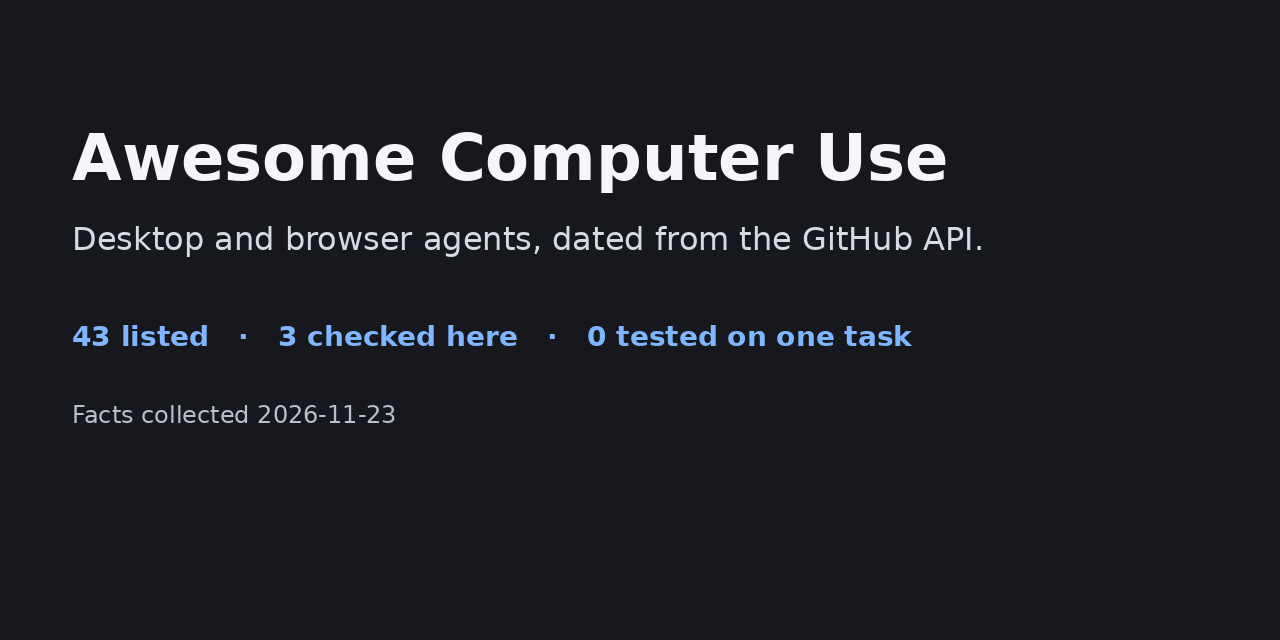 Awesome Computer Use
Desktop and browser agents, dated from the GitHub API.
43 listed · 3 checked here · 0 tested on one task
Facts collected 2026-11-23